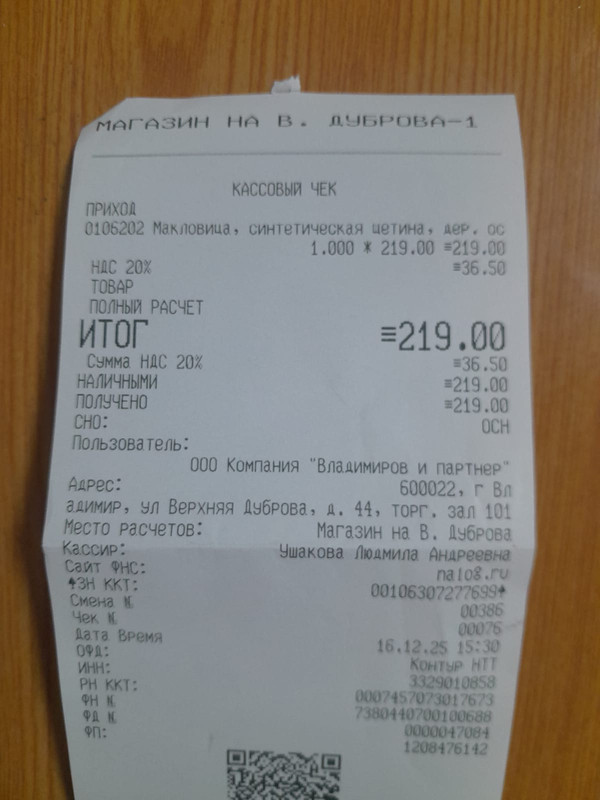 МАГАЗИН НА В. ДУБРОВА-1
КАССОВЫЙ ЧЕК
ПРИХОД
0106202 Макловица, синтетическая щетина, дер. ос
1.000 * 219.00 ≡219.00
НДС 20% ≡36.50
ТОВАР
ПОЛНЫЙ РАСЧЕТ
ИТОГ ≡219.00
Сумма НДС 20% ≡36.50
НАЛИЧНЫМИ ≡219.00
ПОЛУЧЕНО ≡219.00
СНО: ОСН
Пользователь:
ООО Компания "Владимиров и партнер"
Адрес: 600022, г Вл
адимир, ул Верхняя Дуброва, д. 44, торг. зал 101
Место расчетов: Магазин на В. Дуброва
Кассир: Ушакова Людмила Андреевна
Сайт ФНС: nalog.ru
♠ЗН ККТ: 00106307277699♠
Смена № 00386
Чек № 00076
Дата Время 16.12.25 15:30
ОФД: Контур НТТ
ИНН: 3329010858
РН ККТ: 0007457073017673
ФН № 7380440700100688
ФД № 0000047084
ФП: 1208476142